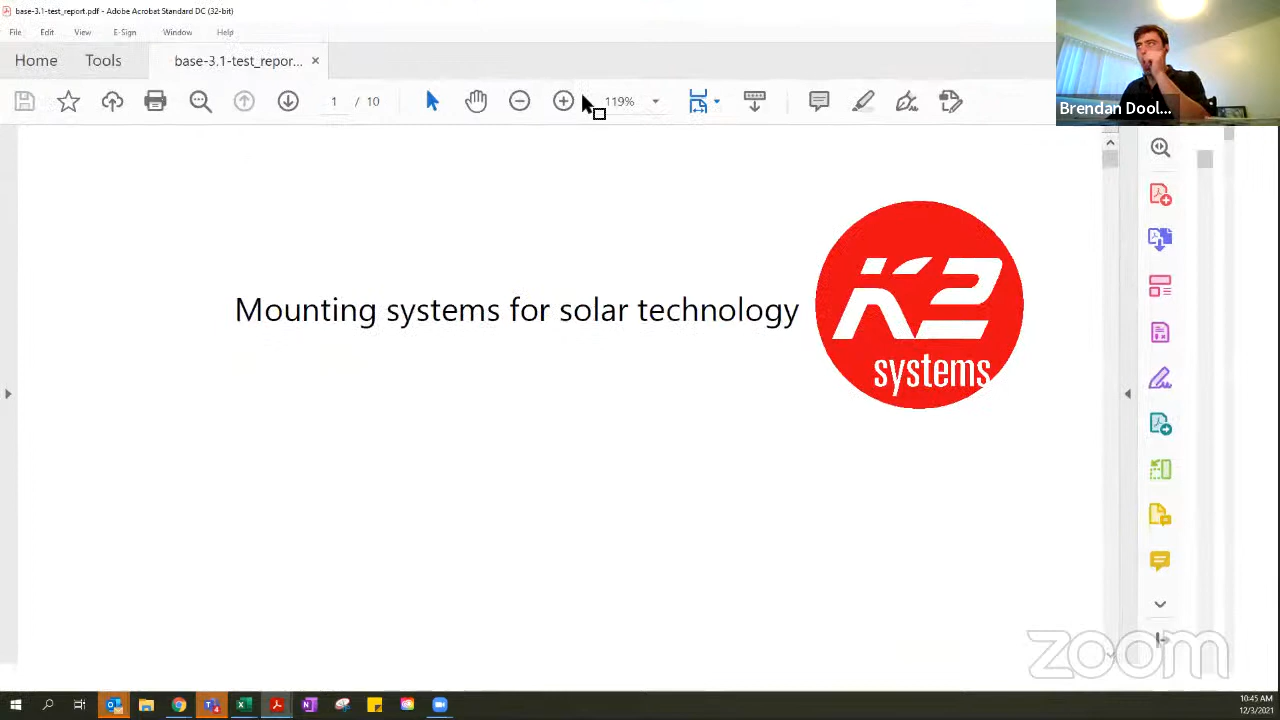 base-3.1-test_report.pdf - Adobe Acrobat Standard DC (32-bit)
File Edit View E-Sign Window Help
Home Tools base-3.1-test_repor... ×
1 / 10 119%
Brendan Dool...
Mounting systems for solar technology
K2
systems
zoom
10:45 AM
12/3/2021